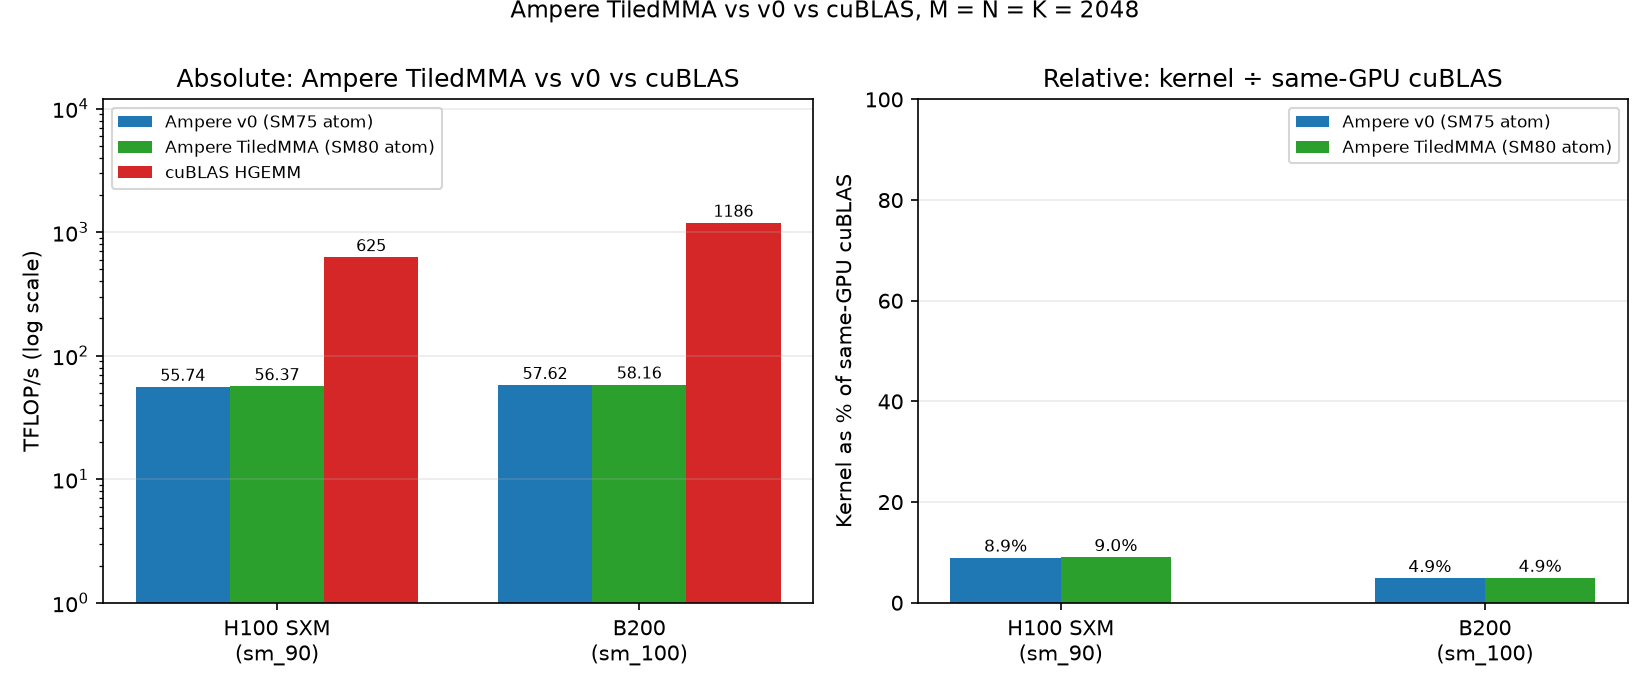 Ampere TiledMMA vs v0 vs cuBLAS, M = N = K = 2048
Absolute: Ampere TiledMMA vs v0 vs cuBLAS
TFLOP/s (log scale)
10⁴
10³
10²
10¹
10⁰
Ampere v0 (SM75 atom)
Ampere TiledMMA (SM80 atom)
cuBLAS HGEMM
55.74
56.37
625
57.62
58.16
1186
H100 SXM
(sm_90)
B200
(sm_100)
Relative: kernel ÷ same-GPU cuBLAS
Kernel as % of same-GPU cuBLAS
100
80
60
40
20
0
Ampere v0 (SM75 atom)
Ampere TiledMMA (SM80 atom)
8.9%
9.0%
4.9%
4.9%
H100 SXM
(sm_90)
B200
(sm_100)